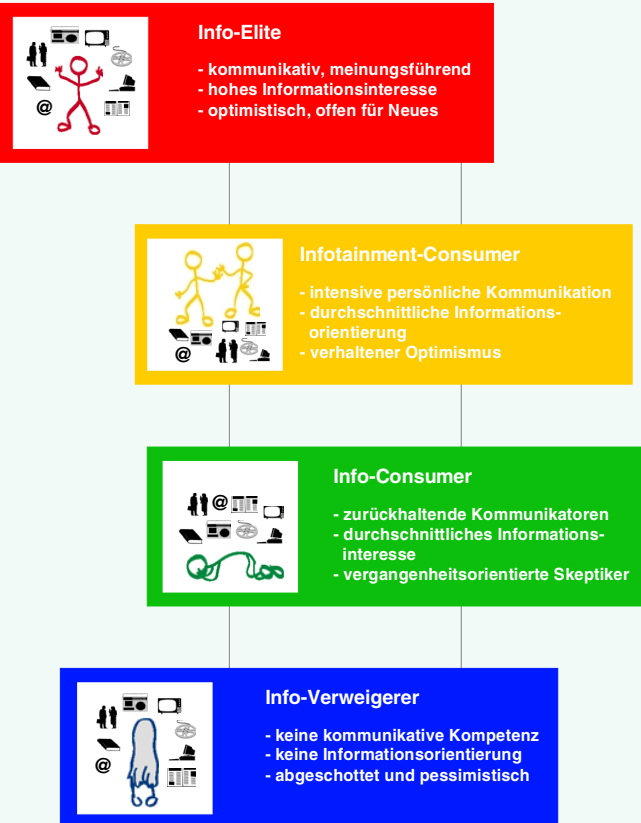 Info-Elite
- kommunikativ, meinungsführend
- hohes Informationsinteresse
- optimistisch, offen für Neues
@
Infotainment-Consumer
- intensive persönliche Kommunikation
- durchschnittliche Informations-
orientierung
- verhaltener Optimismus
@
Info-Consumer
- zurückhaltende Kommunikatoren
- durchschnittliches Informations-
interesse
- vergangenheitsorientierte Skeptiker
@
Info-Verweigerer
- keine kommunikative Kompetenz
- keine Informationsorientierung
- abgeschottet und pessimistisch
@